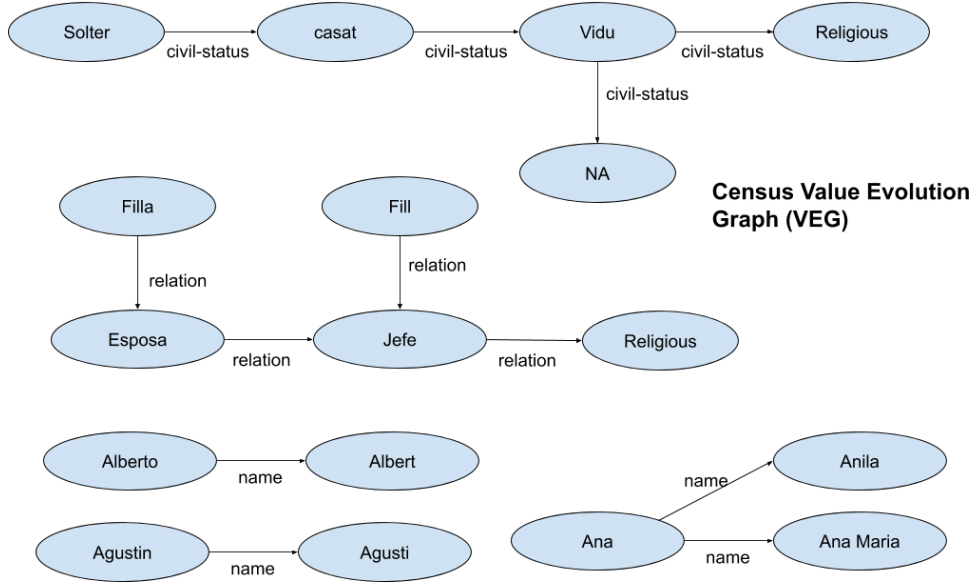 Solter
casat
Vidu
Religious
civil-status
civil-status
civil-status
civil-status
NA
Census Value Evolution
Graph (VEG)
Filla
Fill
relation
relation
Esposa
Jefe
Religious
relation
relation
Alberto
Albert
name
Anila
name
Agustin
Agusti
name
Ana
Ana Maria
name